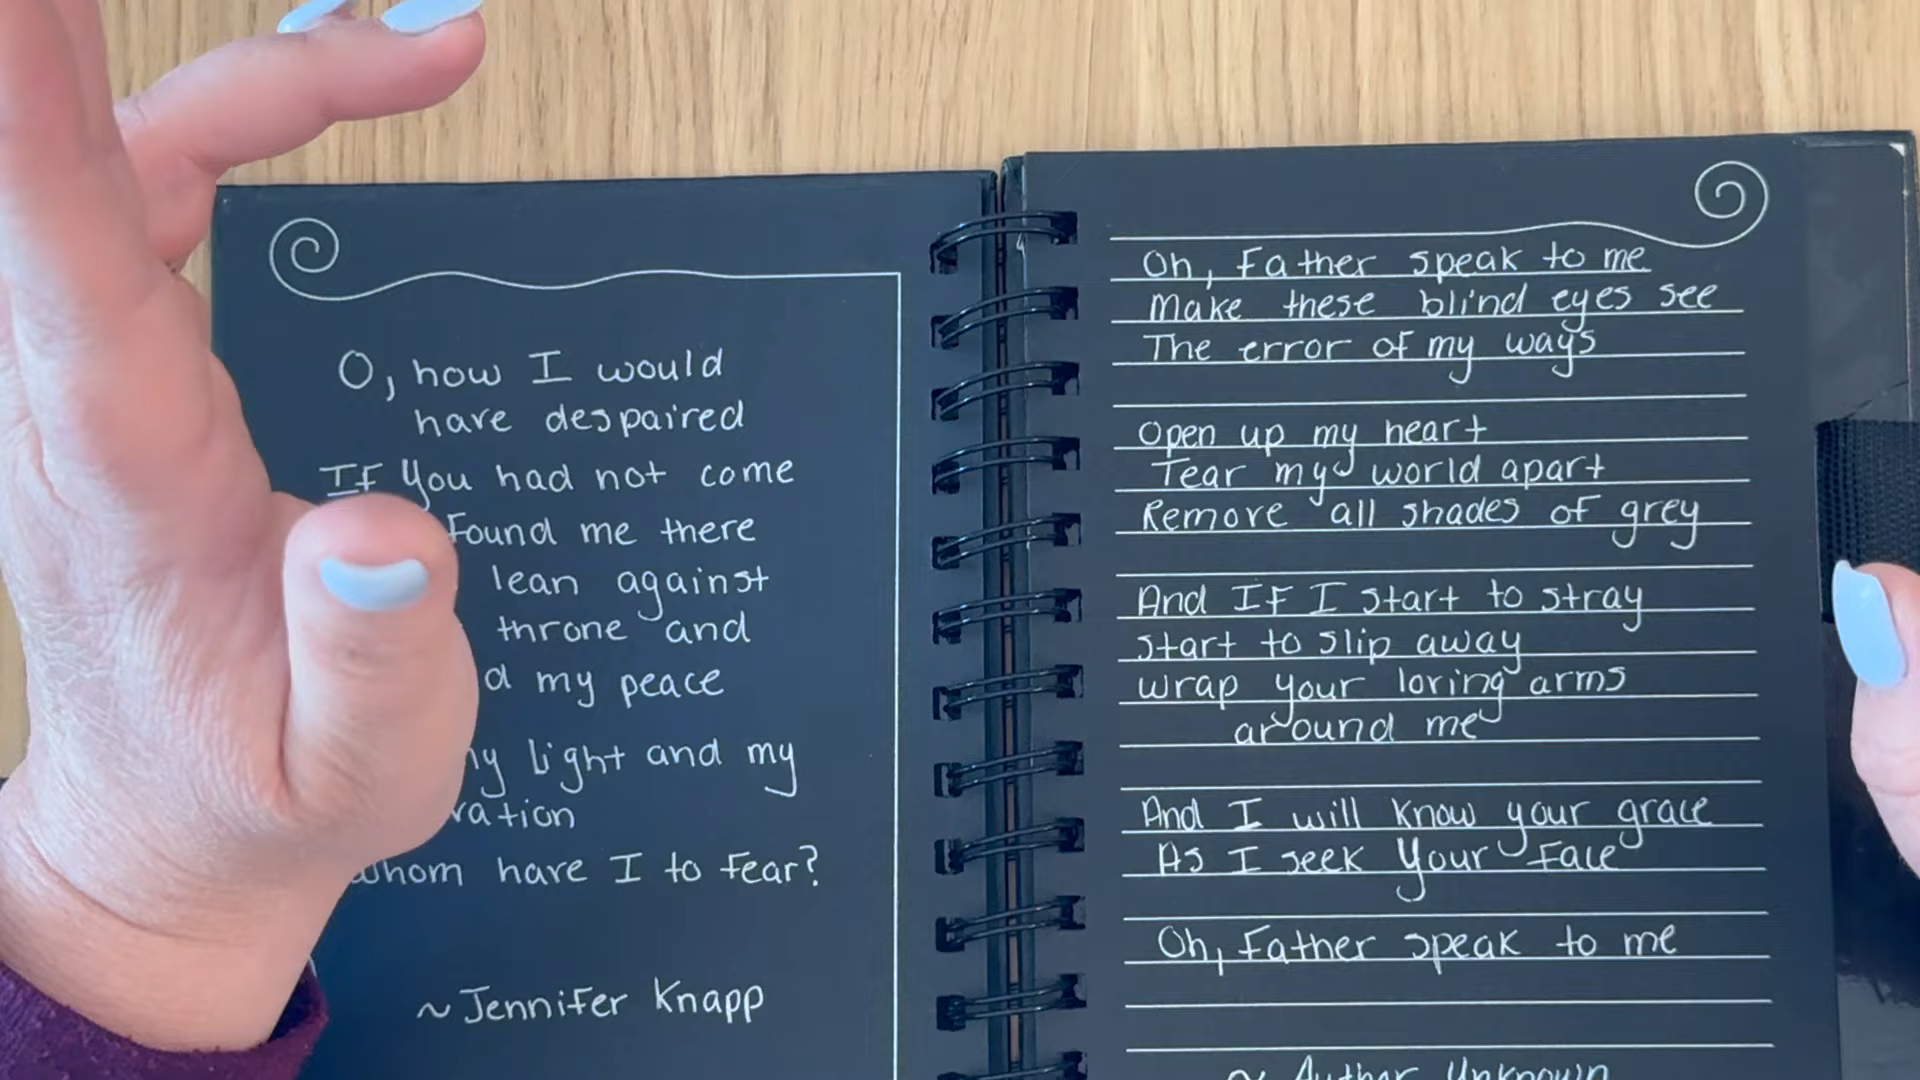 O, how I would
have despaired
If You had not come
found me there
lean against
throne and
my peace
light and my
whom have I to fear?
~Jennifer Knapp
Oh, Father speak to me
Make these blind eyes see
The error of my ways
Open up my heart
Tear my world apart
Remove all shades of grey
And If I start to stray
Start to slip away
Wrap your loving arms
around me
And I will know your grace
As I seek Your Face
Oh, Father speak to me
~ Author Unknown